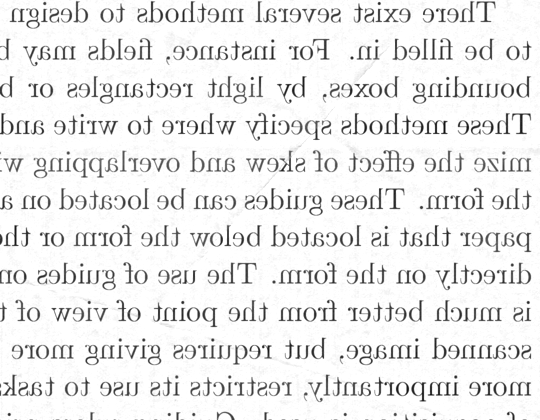 There exist several methods to design
to be filled in. For instance, fields may
bounding boxes, by light rectangles or
These methods specify where to write and
mize the effect of skew and overlapping
the form. These guides can be located on a
paper that is located below the form or
directly on the form. The use of guides on
is much better from the point of view of
scanned image, but requires giving more
more importantly, restricts its use to